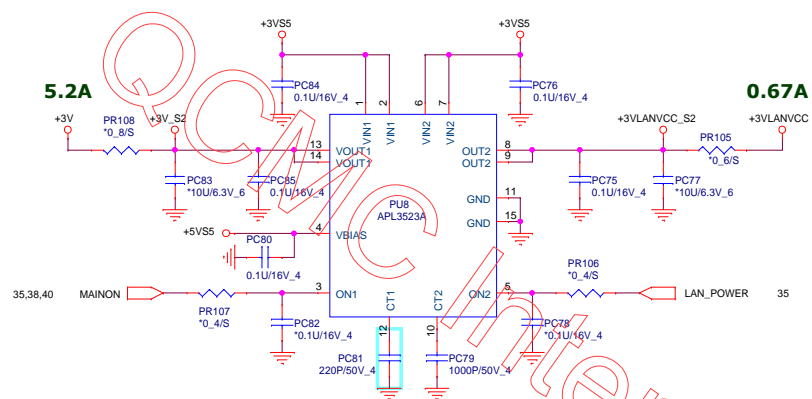 +3VS5
+3VS5
5.2A
0.67A
PC84
0.1U/16V_4
PC76
0.1U/16V_4
1
2
6
7
VIN1
VIN1
VIN2
VIN2
+3V
PR108
*0_8/S
+3V_S2
13
14
VOUT1
VOUT1
OUT2
OUT2
8
9
+3VLANVCC_S2
PR105
*0_6/S
+3VLANVCC
PC83
*10U/6.3V_6
PC85
0.1U/16V_4
PC75
0.1U/16V_4
PC77
*10U/6.3V_6
PU8
APL3523A
GND
11
GND
15
+5VS5
4
VBIAS
PC80
0.1U/16V_4
35,38,40
MAINON
PR107
*0_4/S
3
ON1
CT1
CT2
ON2
5
PR106
*0_4/S
LAN_POWER
35
PC82
*0.1U/16V_4
12
10
PC78
*0.1U/16V_4
PC81
220P/50V_4
PC79
1000P/50V_4
QCMC Inter